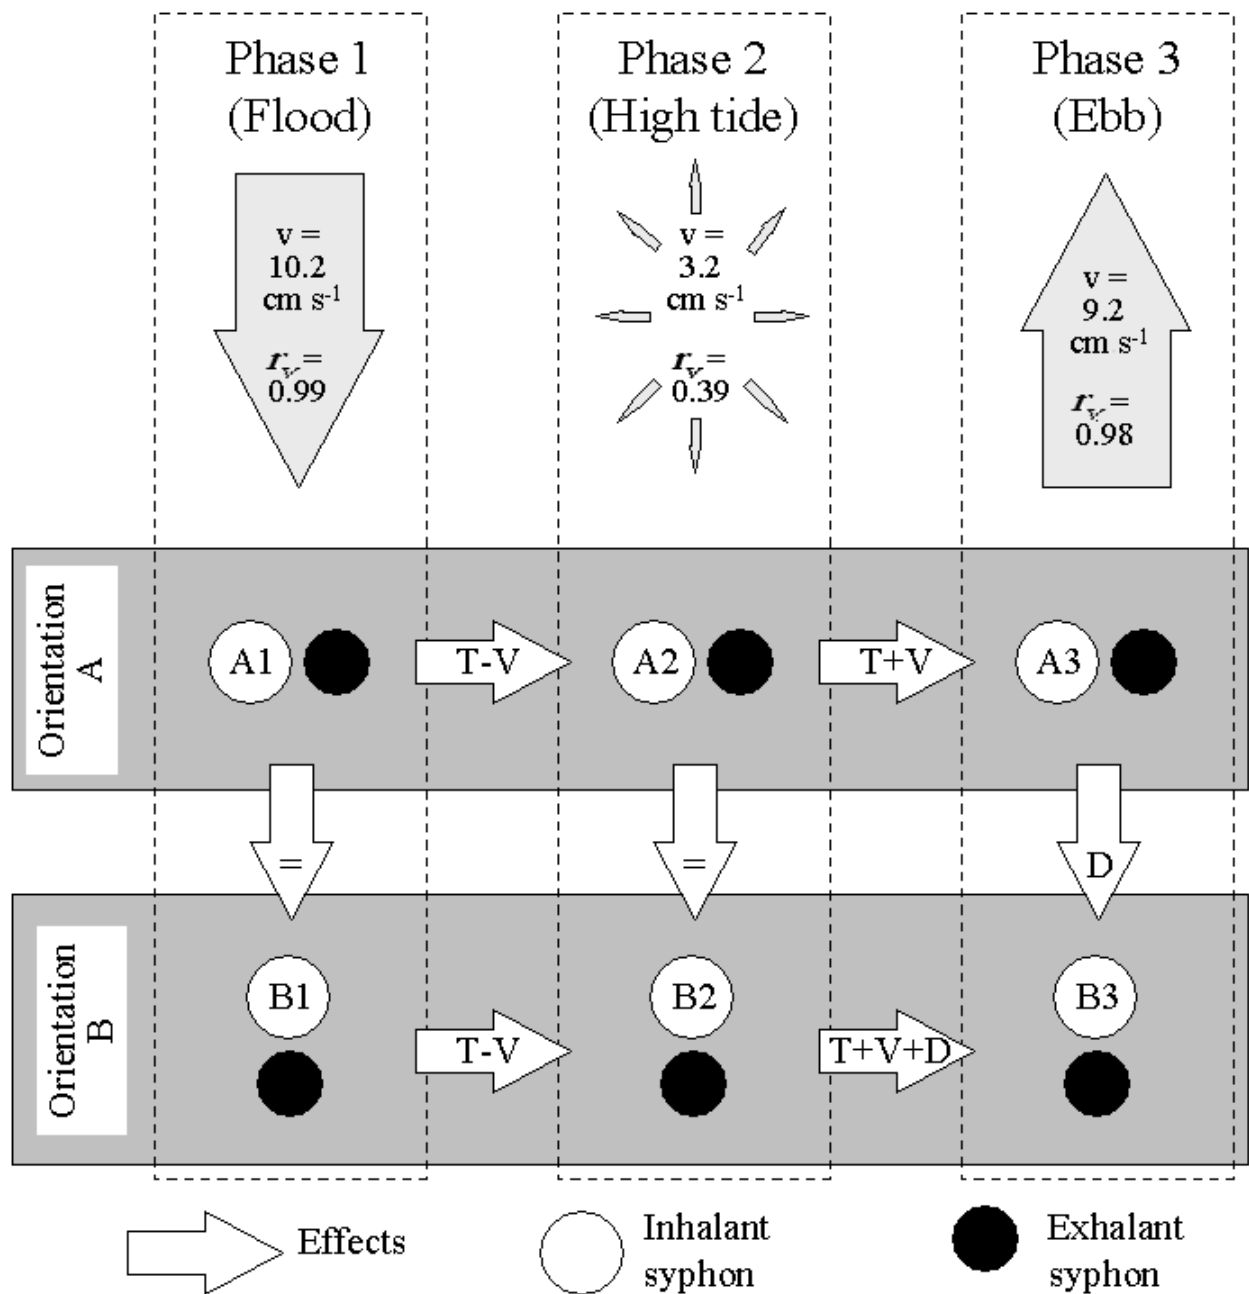 Phase 1
(Flood)
v =
10.2
cm s-1
rv =
0.99
Phase 2
(High tide)
v =
3.2
cm s-1
rv =
0.39
Phase 3
(Ebb)
v =
9.2
cm s-1
rv =
0.98
Orientation
A
A1
T-V
A2
T+V
A3
=
=
D
Orientation
B
B1
T-V
B2
T+V+D
B3
Effects
Inhalant
syphon
Exhalant
syphon